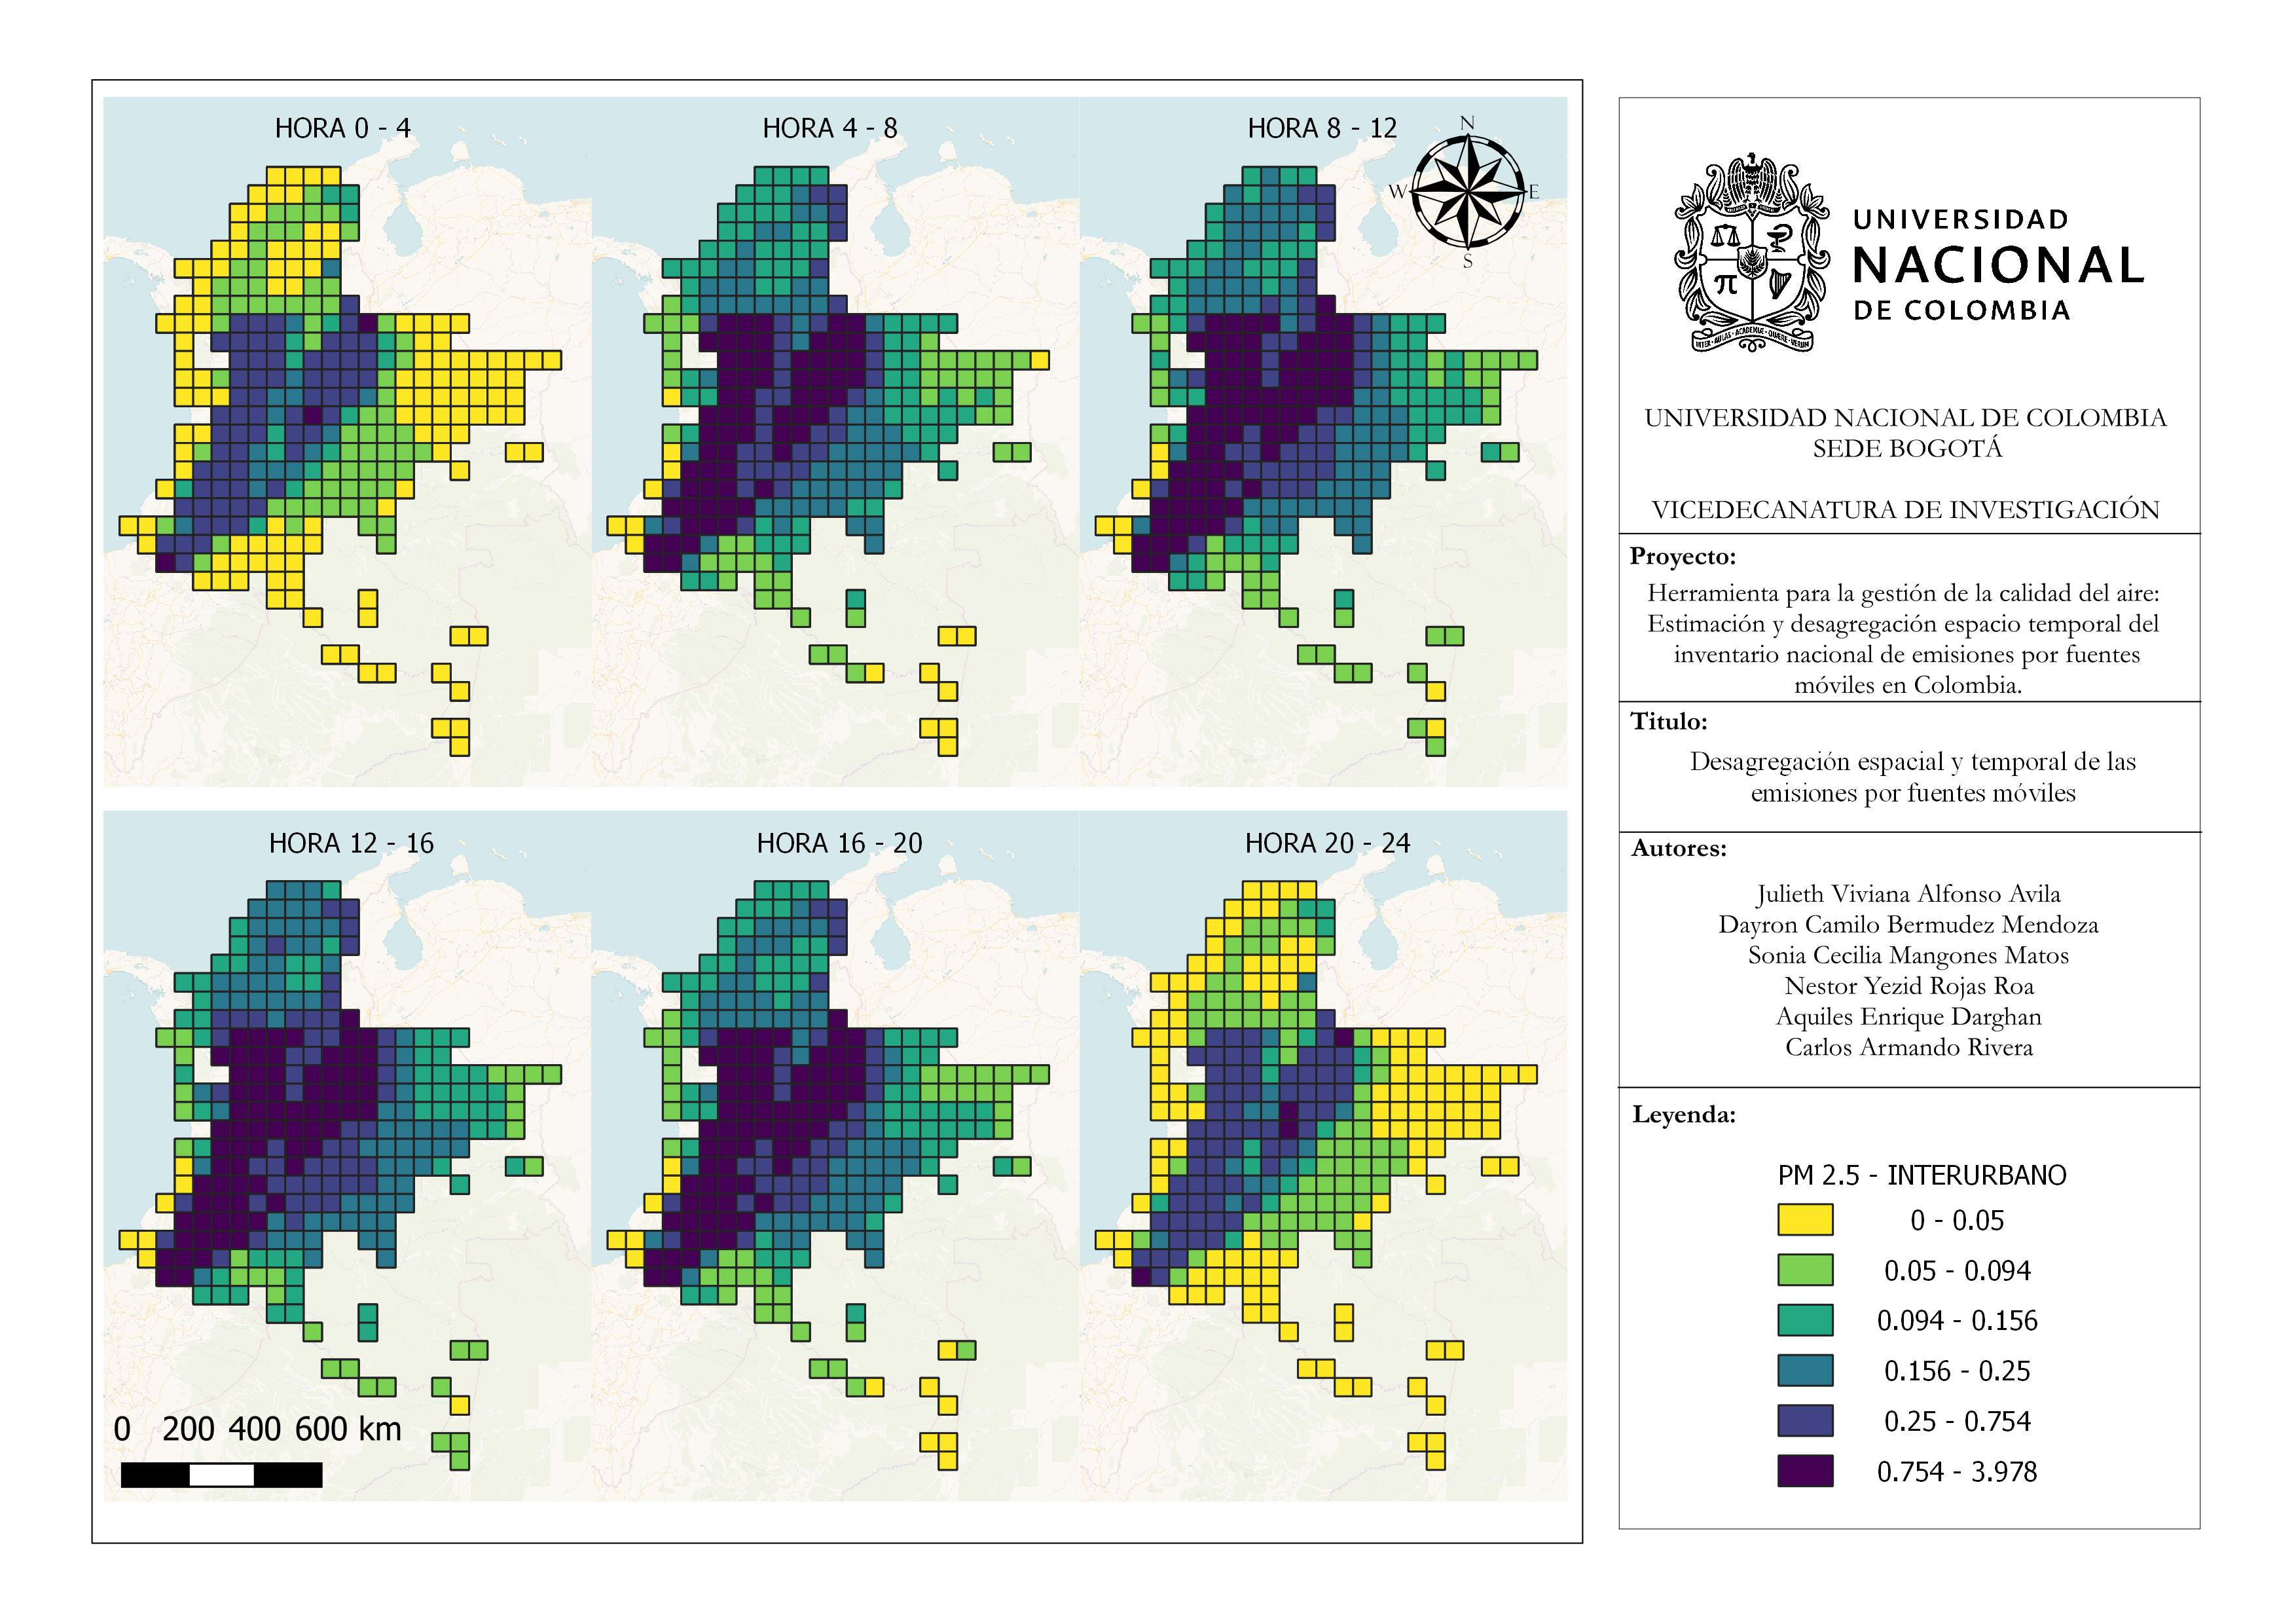 HORA 0 - 4
HORA 4 - 8
HORA 8 - 12
N
W
E
S
HORA 12 - 16
HORA 16 - 20
HORA 20 - 24
0 200 400 600 km
INTER · AULAS · ACADEMIÆ · QUÆRE · VERUM
UNIVERSIDAD
NACIONAL
DE COLOMBIA
UNIVERSIDAD NACIONAL DE COLOMBIA
SEDE BOGOTÁ
VICEDECANATURA DE INVESTIGACIÓN
Proyecto:
Herramienta para la gestión de la calidad del aire:
Estimación y desagregación espacio temporal del
inventario nacional de emisiones por fuentes
móviles en Colombia.
Titulo:
Desagregación espacial y temporal de las
emisiones por fuentes móviles
Autores:
Julieth Viviana Alfonso Avila
Dayron Camilo Bermudez Mendoza
Sonia Cecilia Mangones Matos
Nestor Yezid Rojas Roa
Aquiles Enrique Darghan
Carlos Armando Rivera
Leyenda:
PM 2.5 - INTERURBANO
0 - 0.05
0.05 - 0.094
0.094 - 0.156
0.156 - 0.25
0.25 - 0.754
0.754 - 3.978